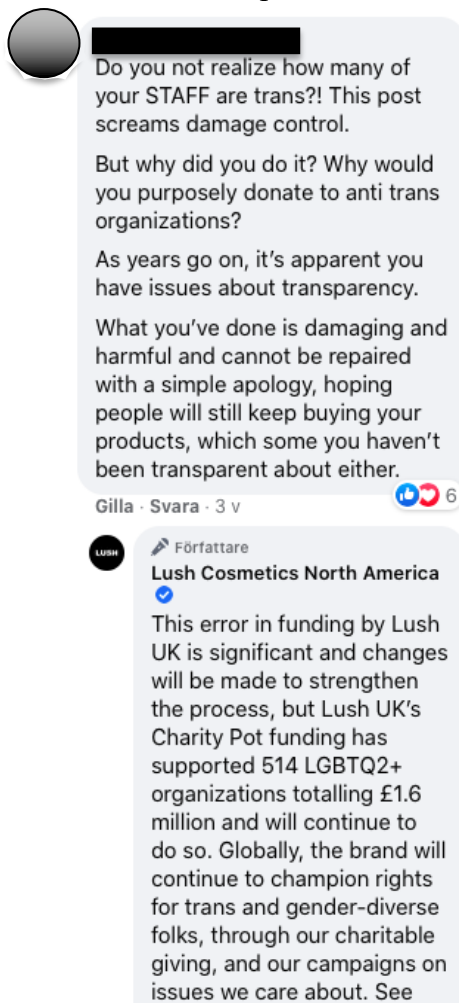 Do you not realize how many of
your STAFF are trans?! This post
screams damage control.
But why did you do it? Why would
you purposely donate to anti trans
organizations?
As years go on, it's apparent you
have issues about transparency.
What you've done is damaging and
harmful and cannot be repaired
with a simple apology, hoping
people will still keep buying your
products, which some you haven't
been transparent about either.
6
Gilla · Svara · 3 v
LUSH
Författare
Lush Cosmetics North America
This error in funding by Lush
UK is significant and changes
will be made to strengthen
the process, but Lush UK's
Charity Pot funding has
supported 514 LGBTQ2+
organizations totalling £1.6
million and will continue to
do so. Globally, the brand will
continue to champion rights
for trans and gender-diverse
folks, through our charitable
giving, and our campaigns on
issues we care about. See